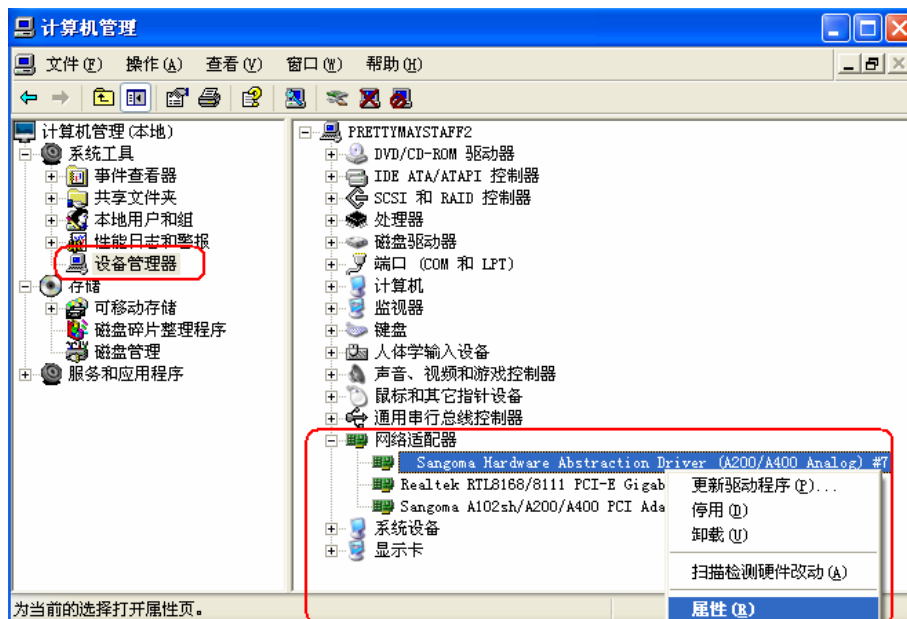 计算机管理
文件(F) 操作(A) 查看(V) 窗口(W) 帮助(H)
计算机管理(本地)
系统工具
事件查看器
共享文件夹
本地用户和组
性能日志和警报
设备管理器
存储
可移动存储
磁盘碎片整理程序
磁盘管理
服务和应用程序
PRETTYMAYSTAFF2
DVD/CD-ROM 驱动器
IDE ATA/ATAPI 控制器
SCSI 和 RAID 控制器
处理器
磁盘驱动器
端口 (COM 和 LPT)
计算机
监视器
键盘
人体学输入设备
声音、视频和游戏控制器
鼠标和其它指针设备
通用串行总线控制器
网络适配器
Sangoma Hardware Abstraction Driver (A200/A400 Analog) #7
Realtek RTL8168/8111 PCI-E Gigab
Sangoma A102sh/A200/A400 PCI Ada
系统设备
显示卡
更新驱动程序(P)...
停用(D)
卸载(U)
扫描检测硬件改动(A)
属性(R)
为当前的选择打开属性页。